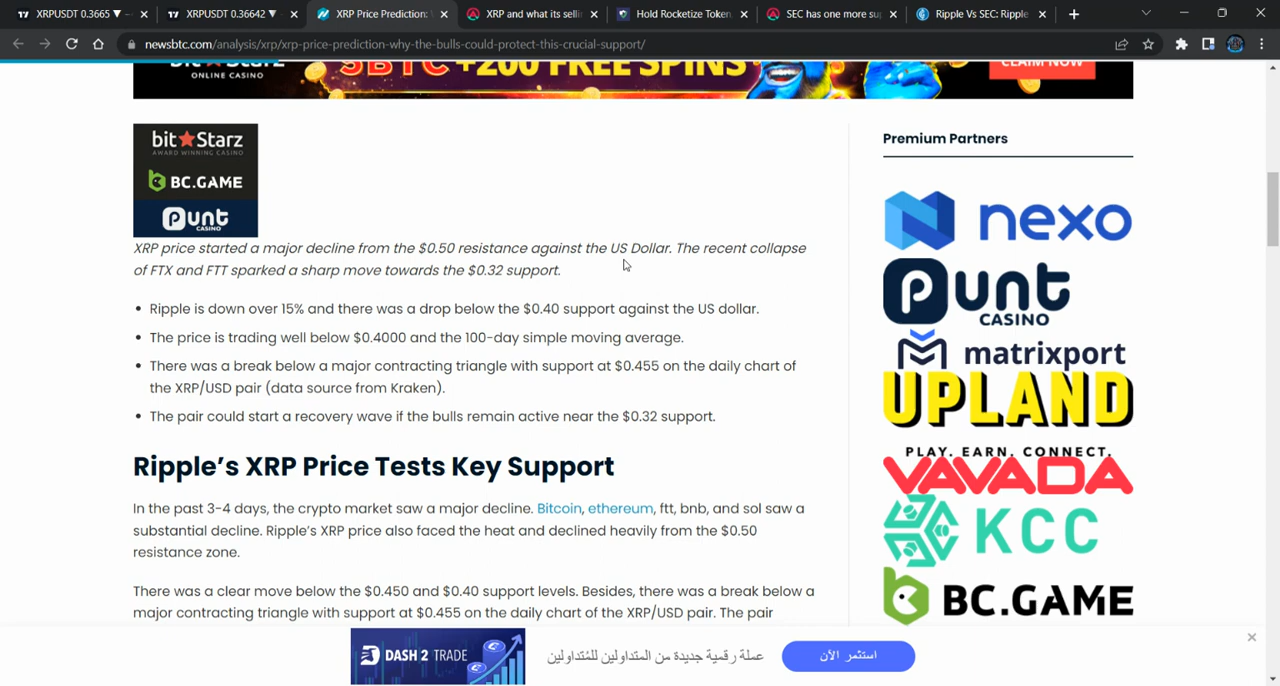 XRPUSDT 0.3665 ▼
XRPUSDT 0.36642 ▼
XRP Price Prediction:
XRP and what its sellin
Hold Rocketize Token
SEC has one more su
Ripple Vs SEC: Ripple
newsbtc.com/analysis/xrp/xrp-price-prediction-why-the-bulls-could-protect-this-crucial-support/
ONLINE CASINO
5BTC +200 FREE SPINS
CLAIM NOW
bitStarz
AWARD WINNING CASINO
BC.GAME
Punt
CASINO
XRP price started a major decline from the $0.50 resistance against the US Dollar. The recent collapse
of FTX and FTT sparked a sharp move towards the $0.32 support.
• Ripple is down over 15% and there was a drop below the $0.40 support against the US dollar.
• The price is trading well below $0.4000 and the 100-day simple moving average.
• There was a break below a major contracting triangle with support at $0.455 on the daily chart of
the XRP/USD pair (data source from Kraken).
• The pair could start a recovery wave if the bulls remain active near the $0.32 support.
Ripple’s XRP Price Tests Key Support
In the past 3-4 days, the crypto market saw a major decline. Bitcoin, ethereum, ftt, bnb, and sol saw a
substantial decline. Ripple’s XRP price also faced the heat and declined heavily from the $0.50
resistance zone.
There was a clear move below the $0.450 and $0.40 support levels. Besides, there was a break below a
major contracting triangle with support at $0.455 on the daily chart of the XRP/USD pair. The pair
Premium Partners
nexo
Punt
CASINO
matrixport
UPLAND
PLAY. EARN. CONNECT.
VAVADA
KCC
BC.GAME
DASH 2 TRADE
عملة رقمية جديدة من المتداولين للمُتداولين
استثمر الآن